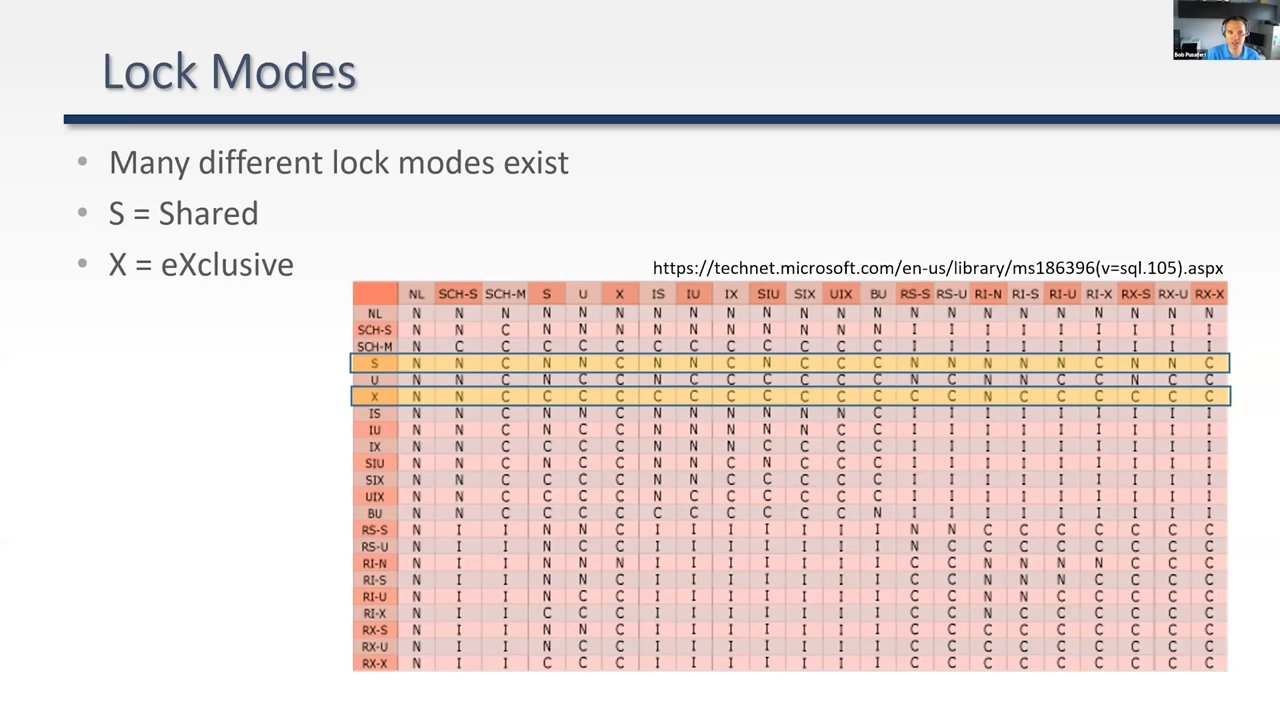 Lock Modes
Bob Pusateri
• Many different lock modes exist
• S = Shared
• X = eXclusive
https://technet.microsoft.com/en-us/library/ms186396(v=sql.105).aspx
NL SCH-S SCH-M S U X IS IU IX SIU SIX UIX BU RS-S RS-U RI-N RI-S RI-U RI-X RX-S RX-U RX-X
NL N N N N N N N N N N N N N N N N N N N N N N
SCH-S N N C N N N N N N N N N N I I I I I I I I I
SCH-M N C C C C C C C C C C C C I I I I I I I I I
S N N C N N C N N C N C C C N N N N N C N N C
U N N C N C C N C C C C C C N C N N C C N C C
X N N C C C C C C C C C C C C C N C C C C C C
IS N N C N C C N N N N N N C I I I I I I I I I
IU N N C N C C N N N N N C C I I I I I I I I I
IX N N C C C C N N N C C C C I I I I I I I I I
SIU N N C N C C N N C N C C C I I I I I I I I I
SIX N N C C C C N N C C C C C I I I I I I I I I
UIX N N C C C C N C C C C C C I I I I I I I I I
BU N N C C C C C C C C C C N I I I I I I I I I
RS-S N I I N N C I I I I I I I N N C C C C C C C
RS-U N I I N C C I I I I I I I N C C C C C C C C
RI-N N I I N N N I I I I I I I C C N N N N C C C
RI-S N I I N N C I I I I I I I C C N N N C C C C
RI-U N I I N C C I I I I I I I C C N N C C C C C
RI-X N I I C C C I I I I I I I C C N C C C C C C
RX-S N I I N N C I I I I I I I C C C C C C C C C
RX-U N I I N C C I I I I I I I C C C C C C C C C
RX-X N I I C C C I I I I I I I C C C C C C C C C